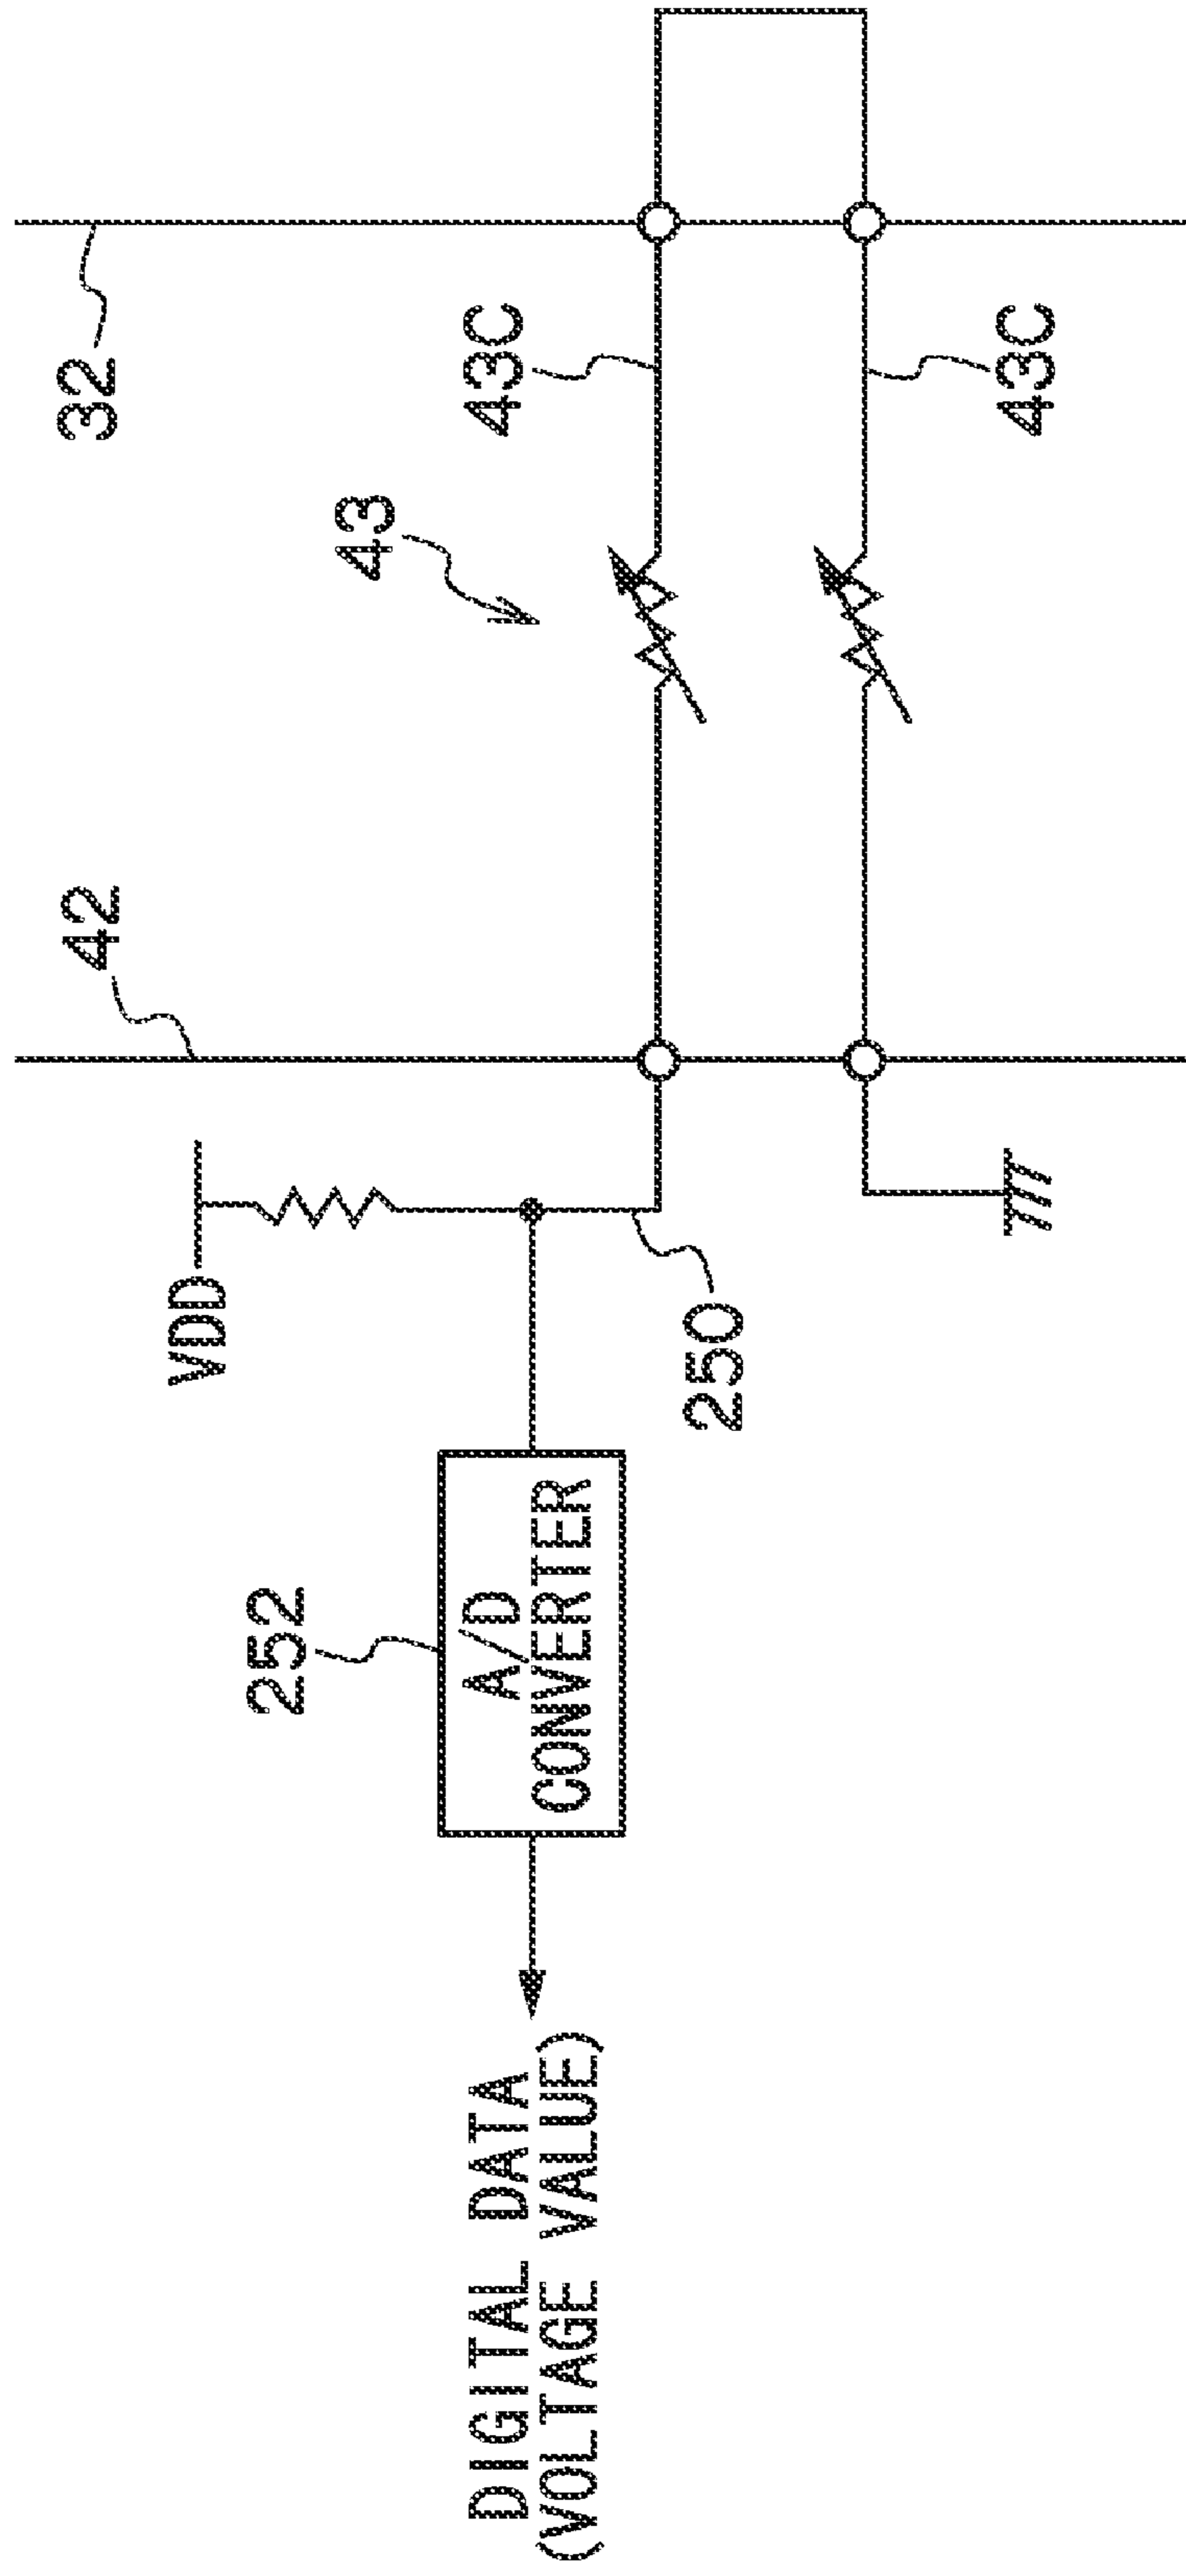 32
42
43
43C
43C
VDD
250
252
A/D
CONVERTER
DIGITAL DATA
(VOLTAGE VALUE)